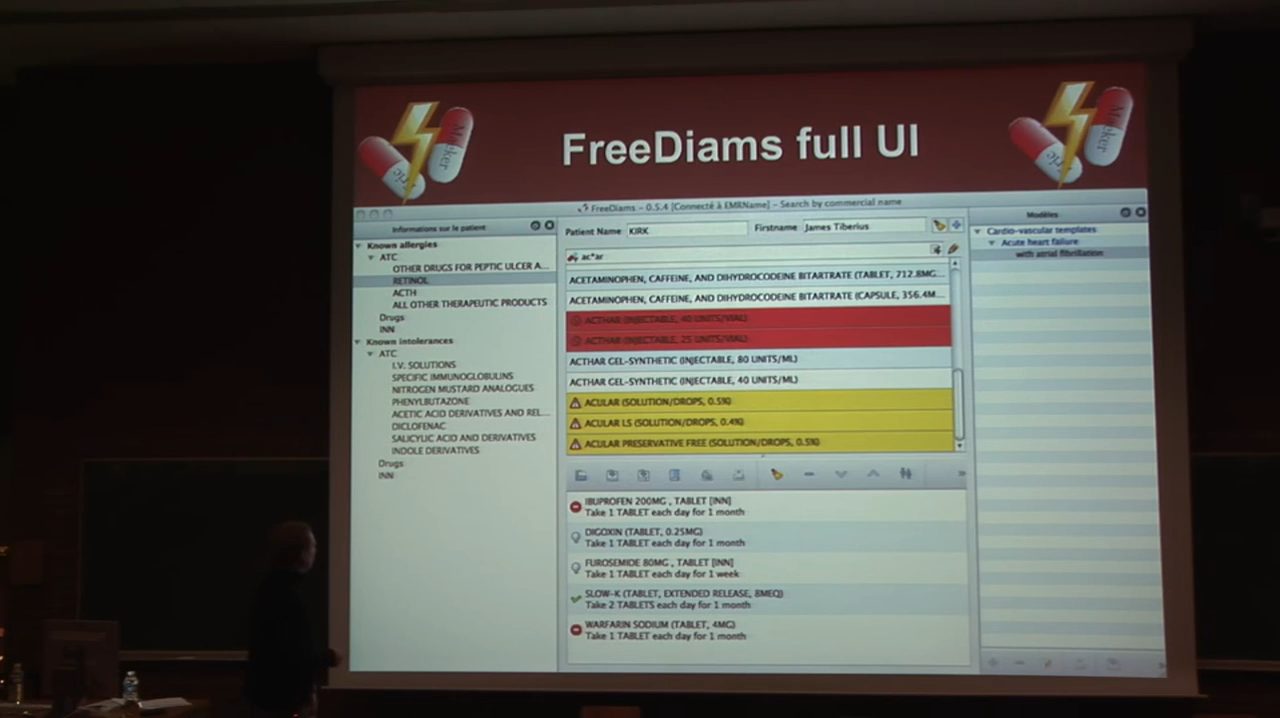 FreeDiams full UI
FreeDiams - 0.5.4 [Connecté à EMRName] - Search by commercial name
Informations sur le patient
Known allergies
ATC
OTHER DRUGS FOR PEPTIC ULCER A...
RETINOL
ACTH
ALL OTHER THERAPEUTIC PRODUCTS
Drugs
INN
Known intolerances
ATC
I.V. SOLUTIONS
SPECIFIC IMMUNOGLOBULINS
NITROGEN MUSTARD ANALOGUES
PHENYLBUTAZONE
ACETIC ACID DERIVATIVES AND REL...
DICLOFENAC
SALICYLIC ACID AND DERIVATIVES
INDOLE DERIVATIVES
Drugs
INN
Patient Name KIRK Firstname James Tiberius
ac*ar
ACETAMINOPHEN, CAFFEINE, AND DIHYDROCODEINE BITARTRATE (TABLET, 712.8MG...
ACETAMINOPHEN, CAFFEINE, AND DIHYDROCODEINE BITARTRATE (CAPSULE, 356.4M...
ACTHAR (INJECTABLE, 40 UNITS/VIAL)
ACTHAR (INJECTABLE, 25 UNITS/VIAL)
ACTHAR GEL-SYNTHETIC (INJECTABLE, 80 UNITS/ML)
ACTHAR GEL-SYNTHETIC (INJECTABLE, 40 UNITS/ML)
ACULAR (SOLUTION/DROPS, 0.5%)
ACULAR LS (SOLUTION/DROPS, 0.4%)
ACULAR PRESERVATIVE FREE (SOLUTION/DROPS, 0.5%)
IBUPROFEN 200MG , TABLET [INN]
Take 1 TABLET each day for 1 month
DIGOXIN (TABLET, 0.25MG)
Take 1 TABLET each day for 1 month
FUROSEMIDE 80MG , TABLET [INN]
Take 1 TABLET each day for 1 week
SLOW-K (TABLET, EXTENDED RELEASE, 8MEQ)
Take 2 TABLETS each day for 1 month
WARFARIN SODIUM (TABLET, 4MG)
Take 1 TABLET each day for 1 month
Modèles
Cardio-vascular templates
Acute heart failure
with atrial fibrillation